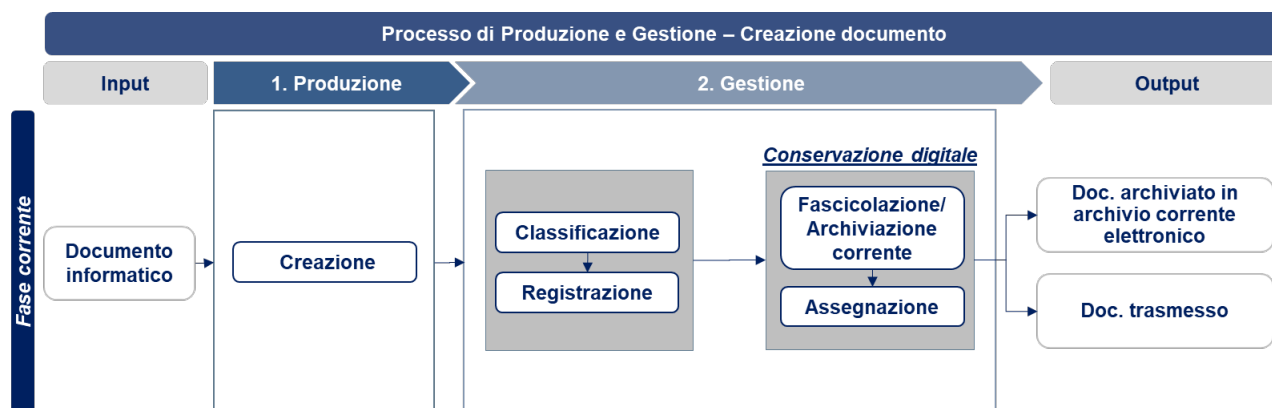 Processo di Produzione e Gestione – Creazione documento
Input
1. Produzione
2. Gestione
Output
Fase corrente
Documento
informatico
Creazione
Classificazione
Registrazione
Conservazione digitale
Fascicolazione/
Archiviazione
corrente
Assegnazione
Doc. archiviato in
archivio corrente
elettronico
Doc. trasmesso